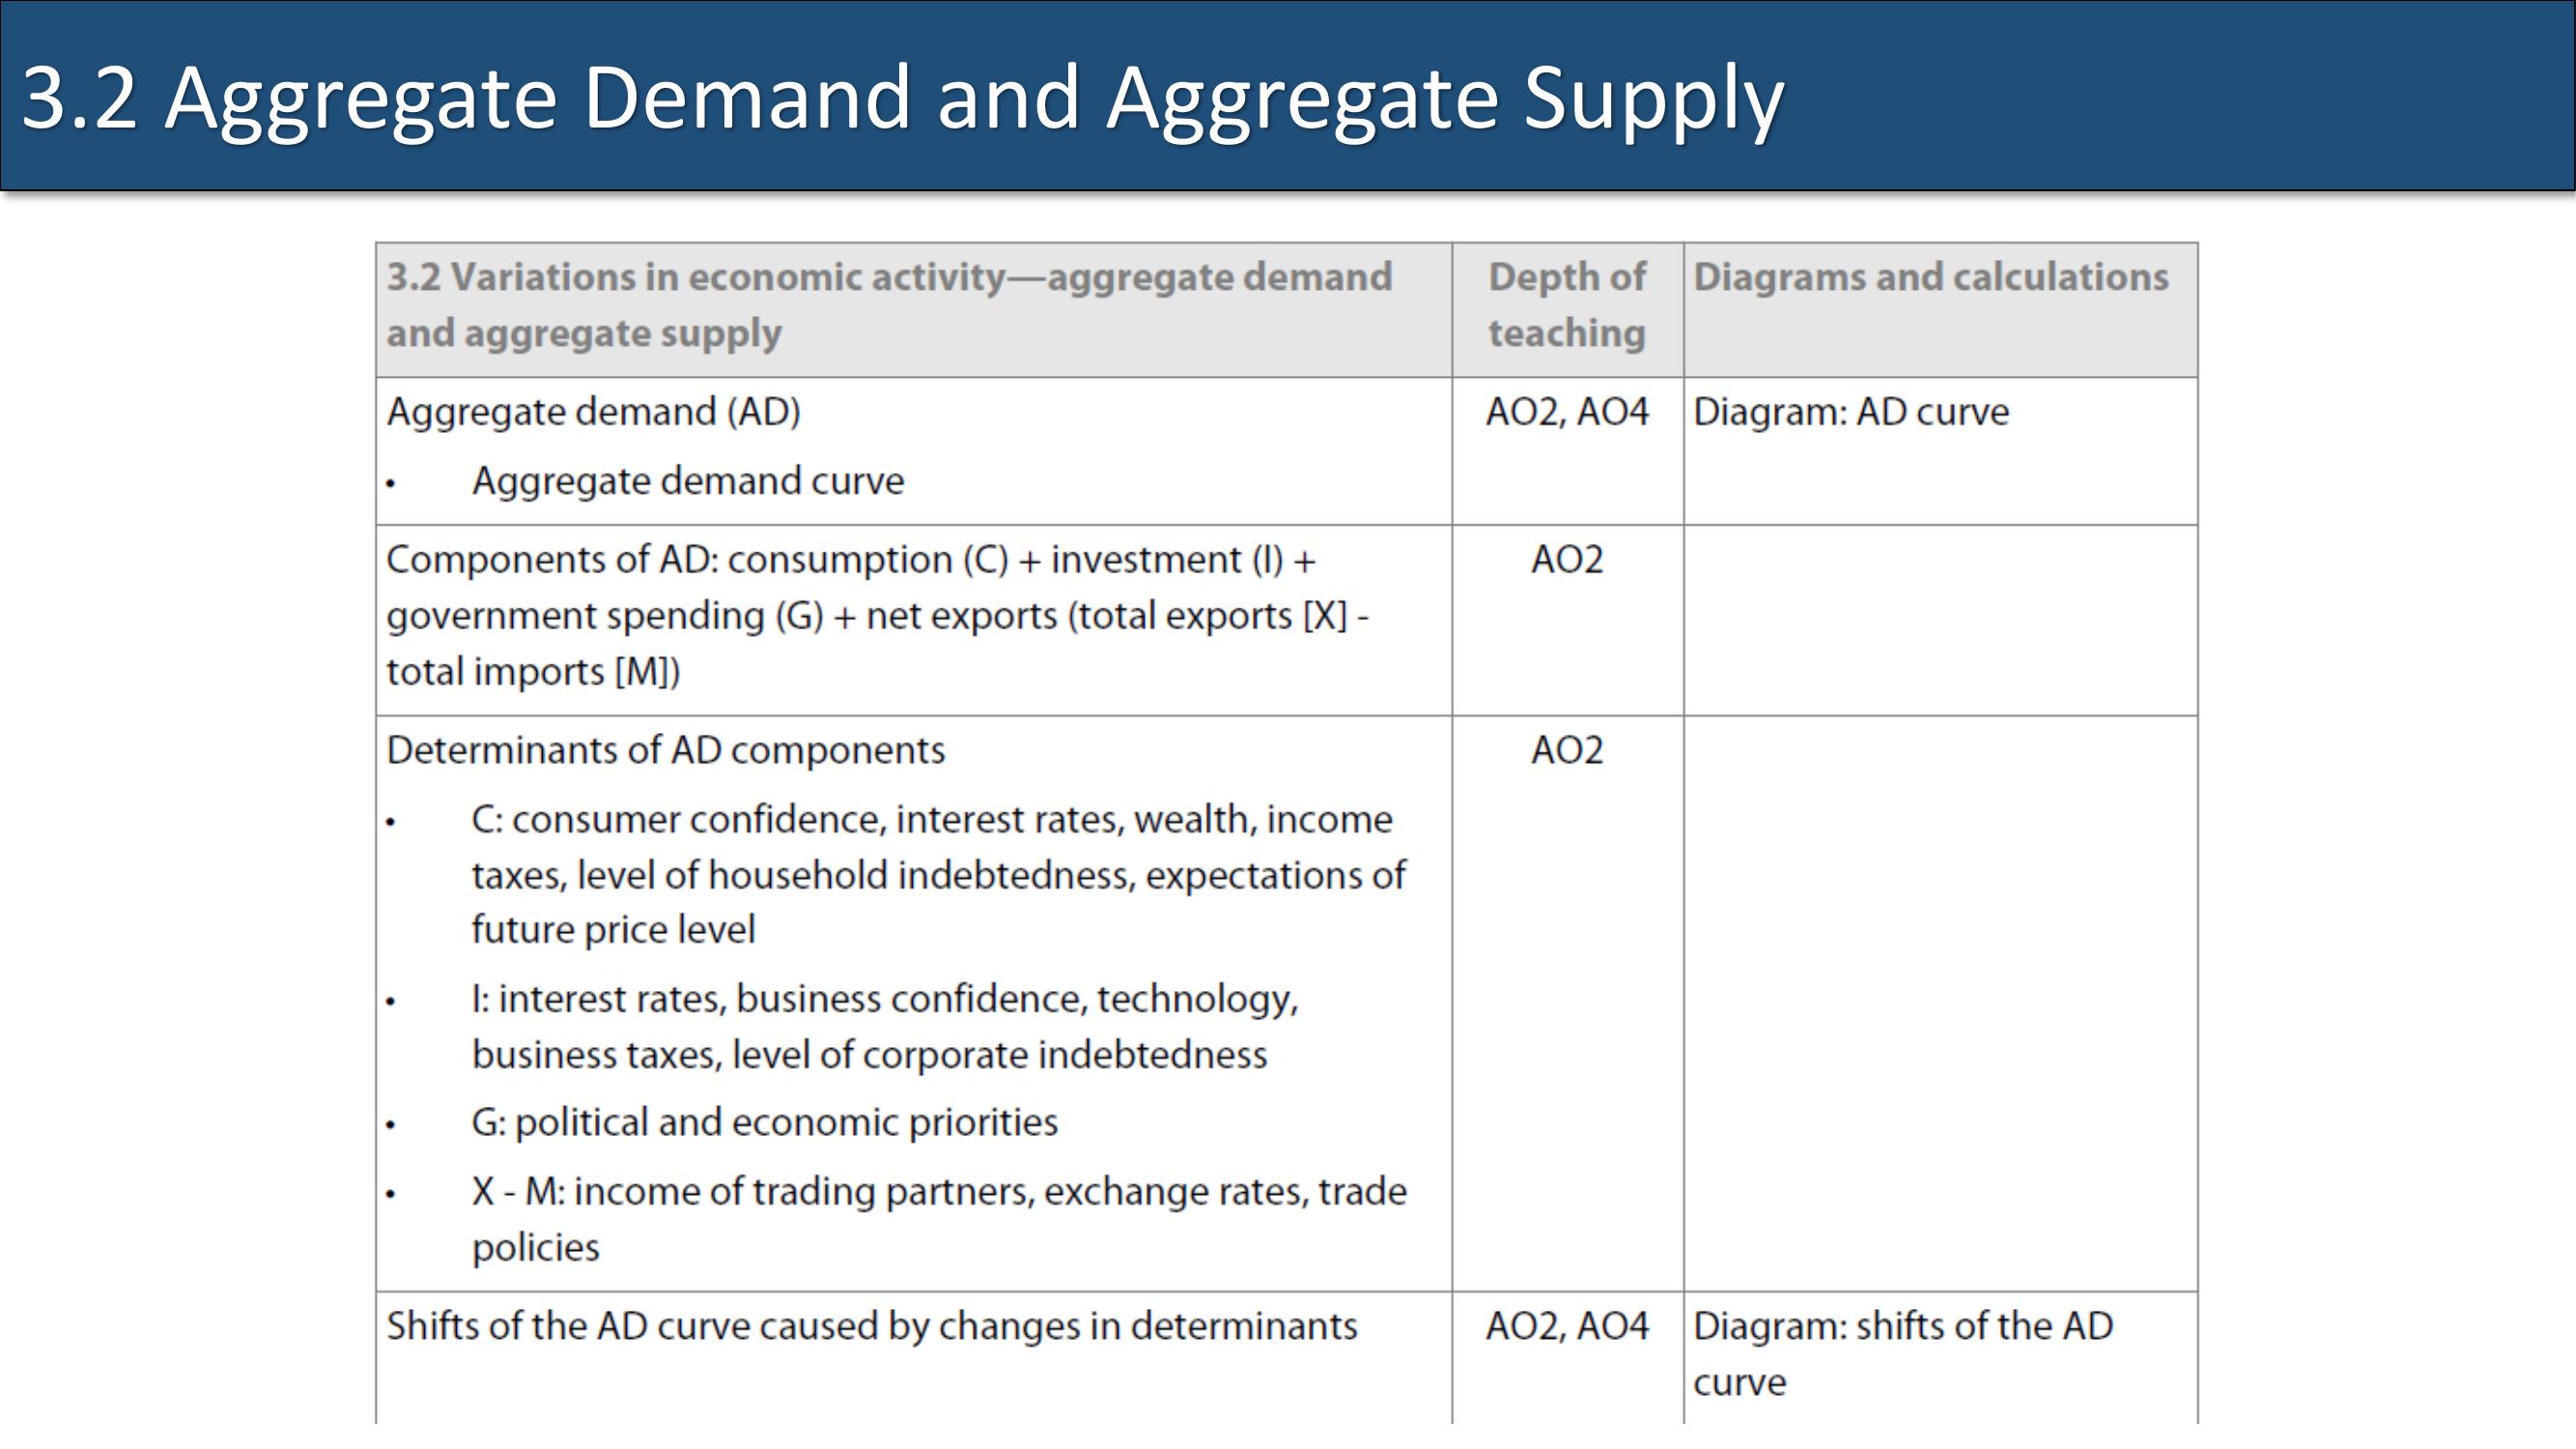 3.2 Aggregate Demand and Aggregate Supply
3.2 Variations in economic activity—aggregate demand
and aggregate supply
Depth of
teaching
Diagrams and calculations
Aggregate demand (AD)
• Aggregate demand curve
AO2, AO4
Diagram: AD curve
Components of AD: consumption (C) + investment (I) +
government spending (G) + net exports (total exports [X] -
total imports [M])
AO2
Determinants of AD components
• C: consumer confidence, interest rates, wealth, income
taxes, level of household indebtedness, expectations of
future price level
• I: interest rates, business confidence, technology,
business taxes, level of corporate indebtedness
• G: political and economic priorities
• X - M: income of trading partners, exchange rates, trade
policies
AO2
Shifts of the AD curve caused by changes in determinants
AO2, AO4
Diagram: shifts of the AD
curve